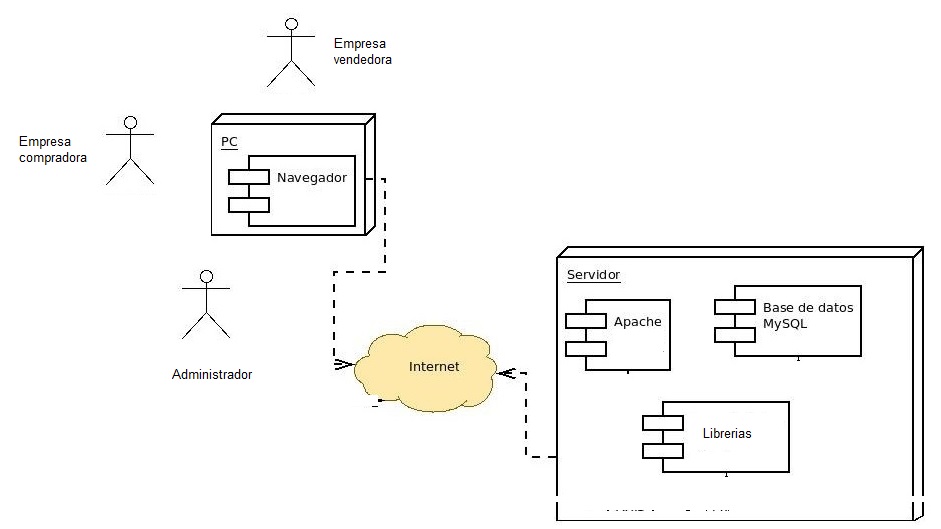 Empresa
vendedora
Empresa
compradora
PC
Navegador
Administrador
Internet
Servidor
Apache
Base de datos
MySQL
Librerias